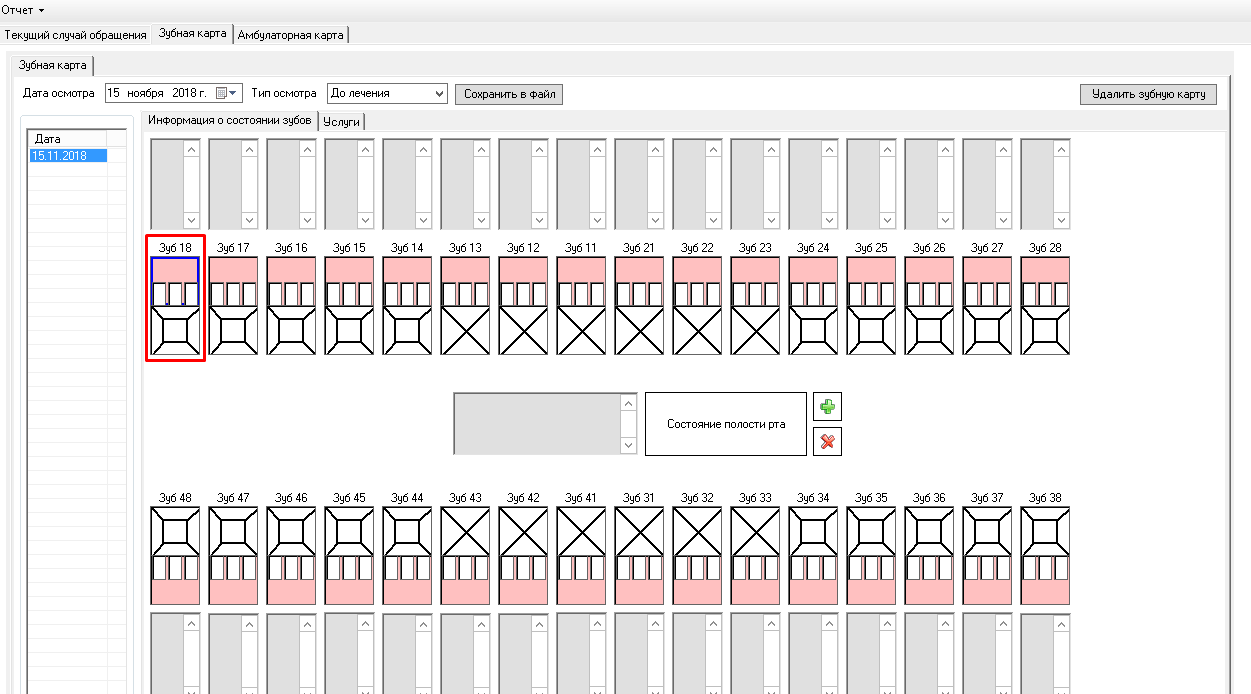 Отчет
Текущий случай обращения Зубная карта Амбулаторная карта
Зубная карта
Дата осмотра 15 ноября 2018 г. Тип осмотра До лечения Сохранить в файл Удалить зубную карту
Информация о состоянии зубов Услуги
Дата
15.11.2018
Зуб 18 Зуб 17 Зуб 16 Зуб 15 Зуб 14 Зуб 13 Зуб 12 Зуб 11 Зуб 21 Зуб 22 Зуб 23 Зуб 24 Зуб 25 Зуб 26 Зуб 27 Зуб 28
Состояние полости рта
Зуб 48 Зуб 47 Зуб 46 Зуб 45 Зуб 44 Зуб 43 Зуб 42 Зуб 41 Зуб 31 Зуб 32 Зуб 33 Зуб 34 Зуб 35 Зуб 36 Зуб 37 Зуб 38